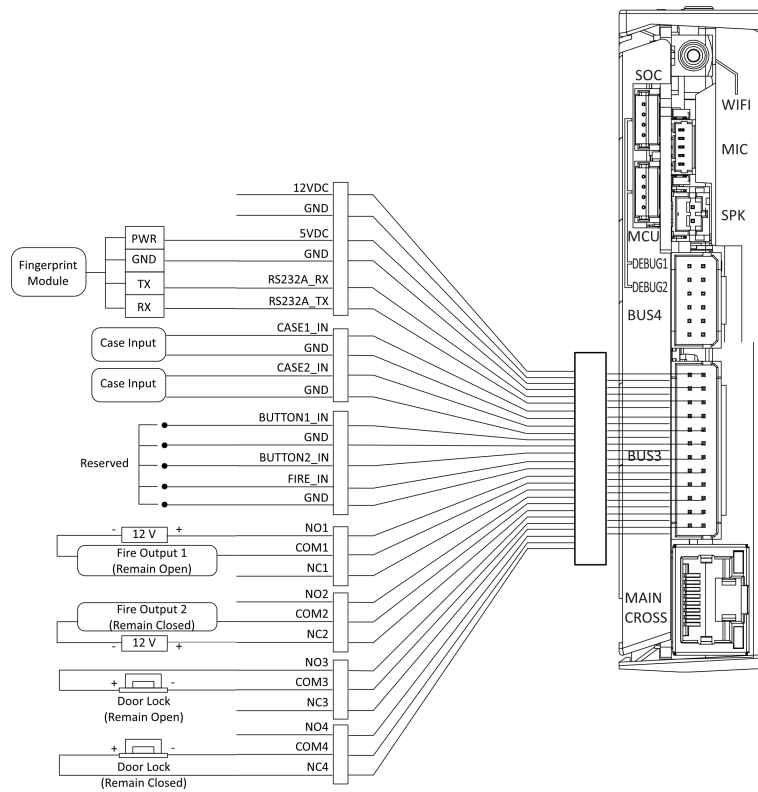 SOC
WIFI
MIC
SPK
MCU
DEBUG1
DEBUG2
BUS4
BUS3
MAIN
CROSS
12VDC
GND
5VDC
GND
RS232A_RX
RS232A_TX
Fingerprint
Module
PWR
GND
TX
RX
CASE1_IN
GND
CASE2_IN
GND
Case Input
Case Input
BUTTON1_IN
GND
BUTTON2_IN
FIRE_IN
GND
Reserved
NO1
COM1
NC1
- 12 V +
Fire Output 1
(Remain Open)
NO2
COM2
NC2
Fire Output 2
(Remain Closed)
- 12 V +
NO3
COM3
NC3
+ -
Door Lock
(Remain Open)
NO4
COM4
NC4
+ -
Door Lock
(Remain Closed)